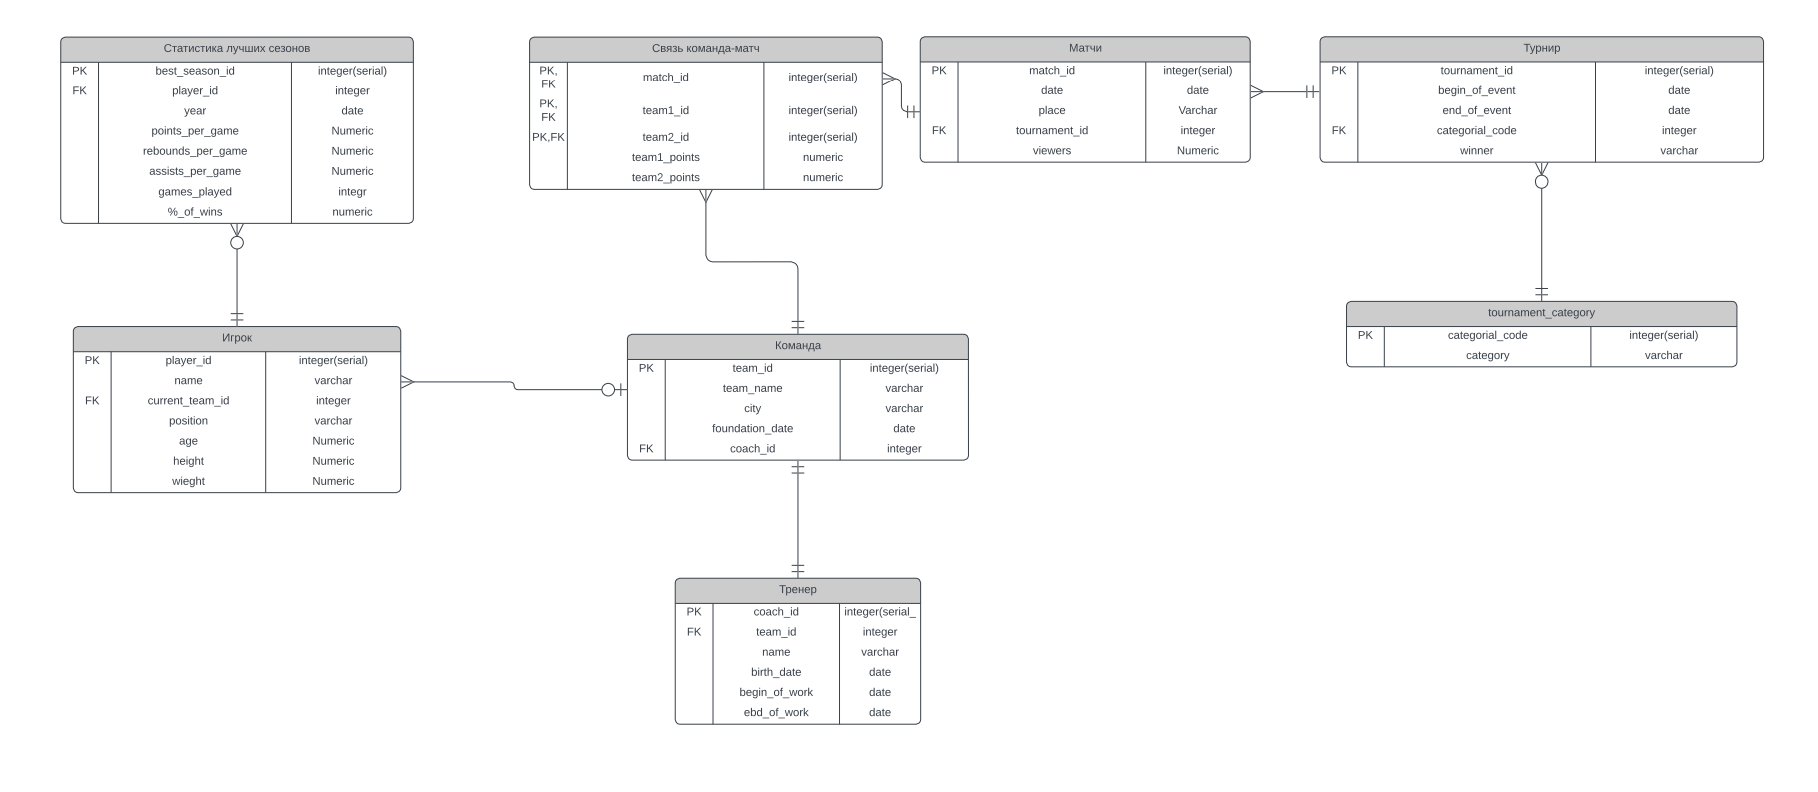 Статистика лучших сезонов
PK best_season_id integer(serial)
FK player_id integer
year date
points_per_game Numeric
rebounds_per_game Numeric
assists_per_game Numeric
games_played integr
%_of_wins numeric
Связь команда-матч
PK,
FK match_id integer(serial)
PK,
FK team1_id integer(serial)
PK,FK team2_id integer(serial)
team1_points numeric
team2_points numeric
Матчи
PK match_id integer(serial)
date date
place Varchar
FK tournament_id integer
viewers Numeric
Турнир
PK tournament_id integer(serial)
begin_of_event date
end_of_event date
FK categorial_code integer
winner varchar
tournament_category
PK categorial_code integer(serial)
category varchar
Игрок
PK player_id integer(serial)
name varchar
FK current_team_id integer
position varchar
age Numeric
height Numeric
wieght Numeric
Команда
PK team_id integer(serial)
team_name varchar
city varchar
foundation_date date
FK coach_id integer
Тренер
PK coach_id integer(serial_
FK team_id integer
name varchar
birth_date date
begin_of_work date
ebd_of_work date